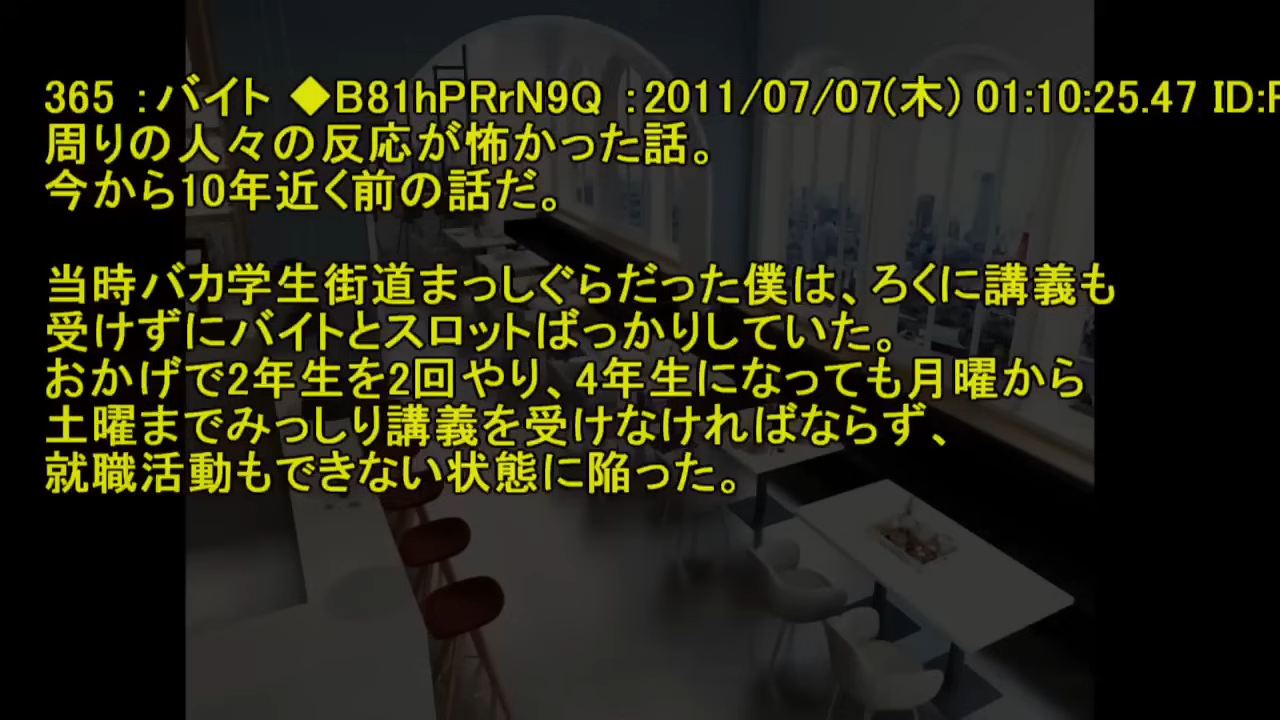 365 ：バイト ◆B81hPRrN9Q ：2011/07/07(木) 01:10:25.47 ID:
周りの人々の反応が怖かった話。
今から10年近く前の話だ。
当時バカ学生街道まっしぐらだった僕は、ろくに講義も
受けずにバイトとスロットばっかりしていた。
おかげで2年生を2回やり、4年生になっても月曜から
土曜までみっしり講義を受けなければならず、
就職活動もできない状態に陥った。